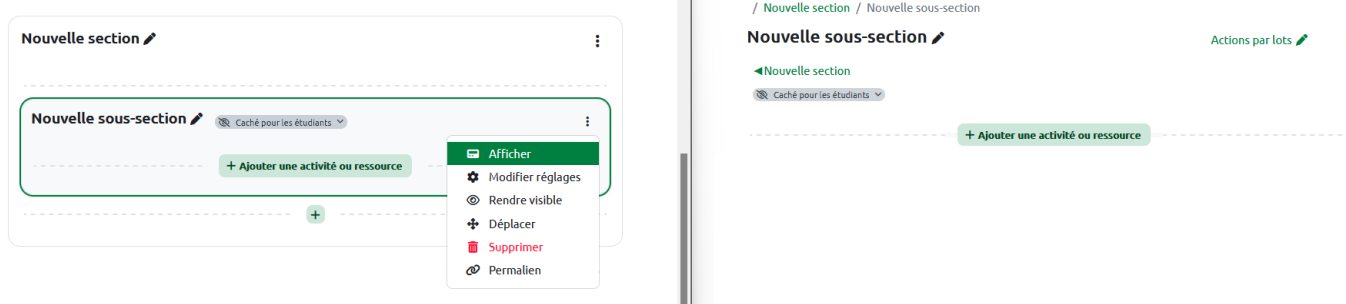 Nouvelle section
Nouvelle sous-section
Caché pour les étudiants
+ Ajouter une activité ou ressource
Afficher
Modifier réglages
Rendre visible
Déplacer
Supprimer
Permalien
+
/ Nouvelle section / Nouvelle sous-section
Nouvelle sous-section
Actions par lots
◄Nouvelle section
Caché pour les étudiants
+ Ajouter une activité ou ressource